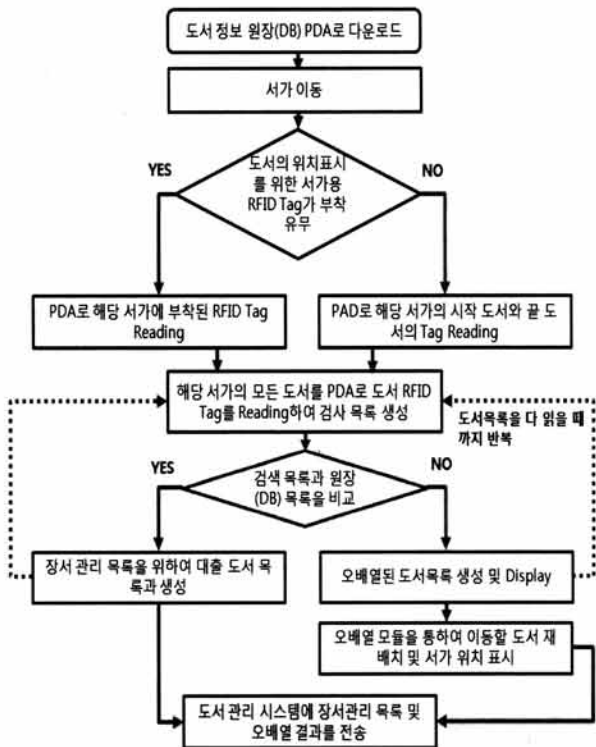 도서 정보 원장(DB) PDA로 다운로드
서가 이동
YES
도서의 위치표시
를 위한 서가용
RFID Tag가 부착
유무
NO
PDA로 해당 서가에 부착된 RFID Tag
Reading
PAD로 해당 서가의 시작 도서와 끝 도
서의 Tag Reading
해당 서가의 모든 도서를 PDA로 도서 RFID
Tag를 Reading하여 검사 목록 생성
도서목록을 다 읽을 때
까지 반복
YES
검색 목록과 원장
(DB) 목록을 비교
NO
장서 관리 목록을 위하여 대출 도서 목
록과 생성
오배열된 도서목록 생성 및 Display
오배열 모듈을 통하여 이동할 도서 재
배치 및 서가 위치 표시
도서 관리 시스템에 장서관리 목록 및
오배열 결과를 전송